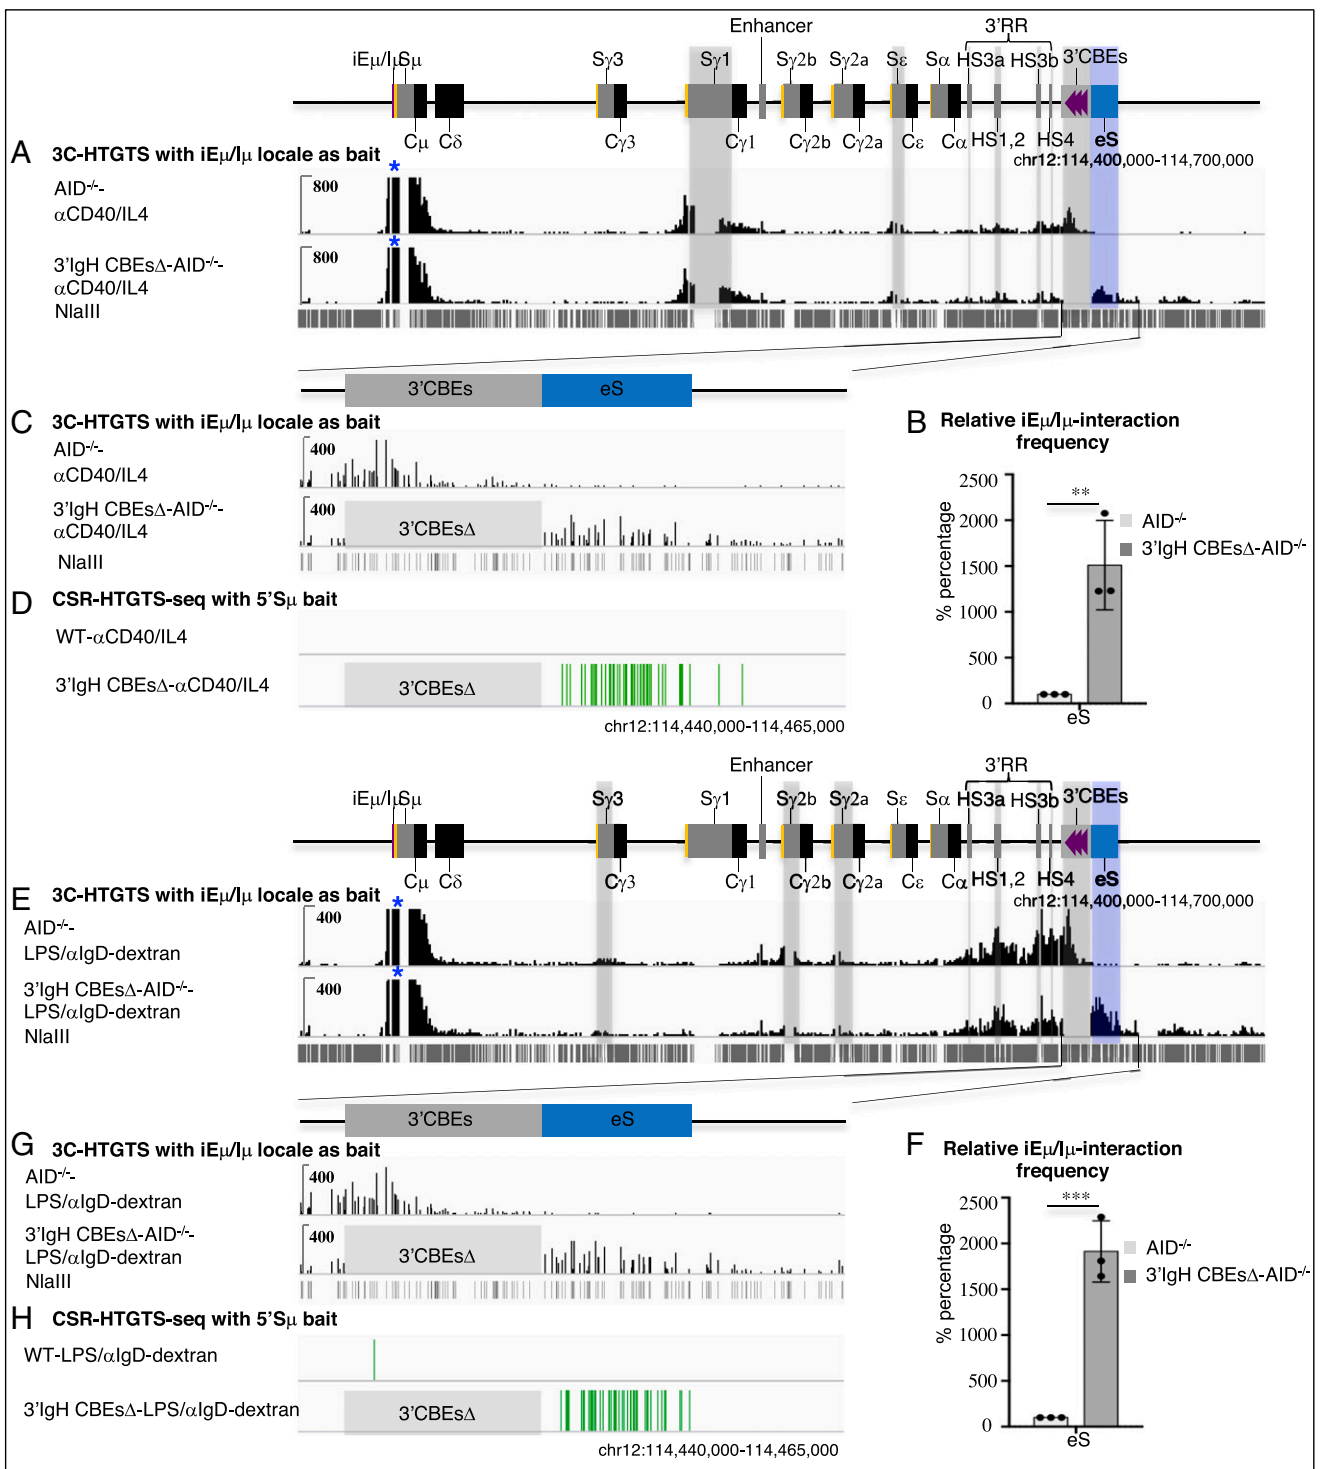 Enhancer
3'RR
iEμ/IμSμ Sγ3 Sγ1 Sγ2b Sγ2a Sε Sα HS3a HS3b 3'CBEs
Cμ Cδ Cγ3 Cγ1 Cγ2b Cγ2a Cε Cα HS1,2 HS4 eS
A 3C-HTGTS with iEμ/Iμ locale as bait
chr12:114,400,000-114,700,000
*
AID-/--
αCD40/IL4
800
*
3'IgH CBEsΔ-AID-/--
αCD40/IL4
NlaIII
800
3'CBEs eS
C 3C-HTGTS with iEμ/Iμ locale as bait
AID-/--
αCD40/IL4
400
3'IgH CBEsΔ-AID-/--
αCD40/IL4
400
3'CBEsΔ
NlaIII
B Relative iEμ/Iμ-interaction
frequency
% percentage
2500
2000
1500
1000
500
0
**
eS
AID-/-
3'IgH CBEsΔ-AID-/-
D CSR-HTGTS-seq with 5'Sμ bait
WT-αCD40/IL4
3'IgH CBEsΔ-αCD40/IL4
3'CBEsΔ
chr12:114,440,000-114,465,000
Enhancer
3'RR
iEμ/IμSμ Sγ3 Sγ1 Sγ2b Sγ2a Sε Sα HS3a HS3b 3'CBEs
Cμ Cδ Cγ3 Cγ1 Cγ2b Cγ2a Cε Cα HS1,2 HS4 eS
E 3C-HTGTS with iEμ/Iμ locale as bait
chr12:114,400,000-114,700,000
*
AID-/--
LPS/αIgD-dextran
400
*
3'IgH CBEsΔ-AID-/--
LPS/αIgD-dextran
NlaIII
400
3'CBEs eS
G 3C-HTGTS with iEμ/Iμ locale as bait
AID-/--
LPS/αIgD-dextran
400
3'IgH CBEsΔ-AID-/--
LPS/αIgD-dextran
NlaIII
400
3'CBEsΔ
F Relative iEμ/Iμ-interaction
frequency
% percentage
2500
2000
1500
1000
500
0
***
eS
AID-/-
3'IgH CBEsΔ-AID-/-
H CSR-HTGTS-seq with 5'Sμ bait
WT-LPS/αIgD-dextran
3'IgH CBEsΔ-LPS/αIgD-dextran
3'CBEsΔ
chr12:114,440,000-114,465,000